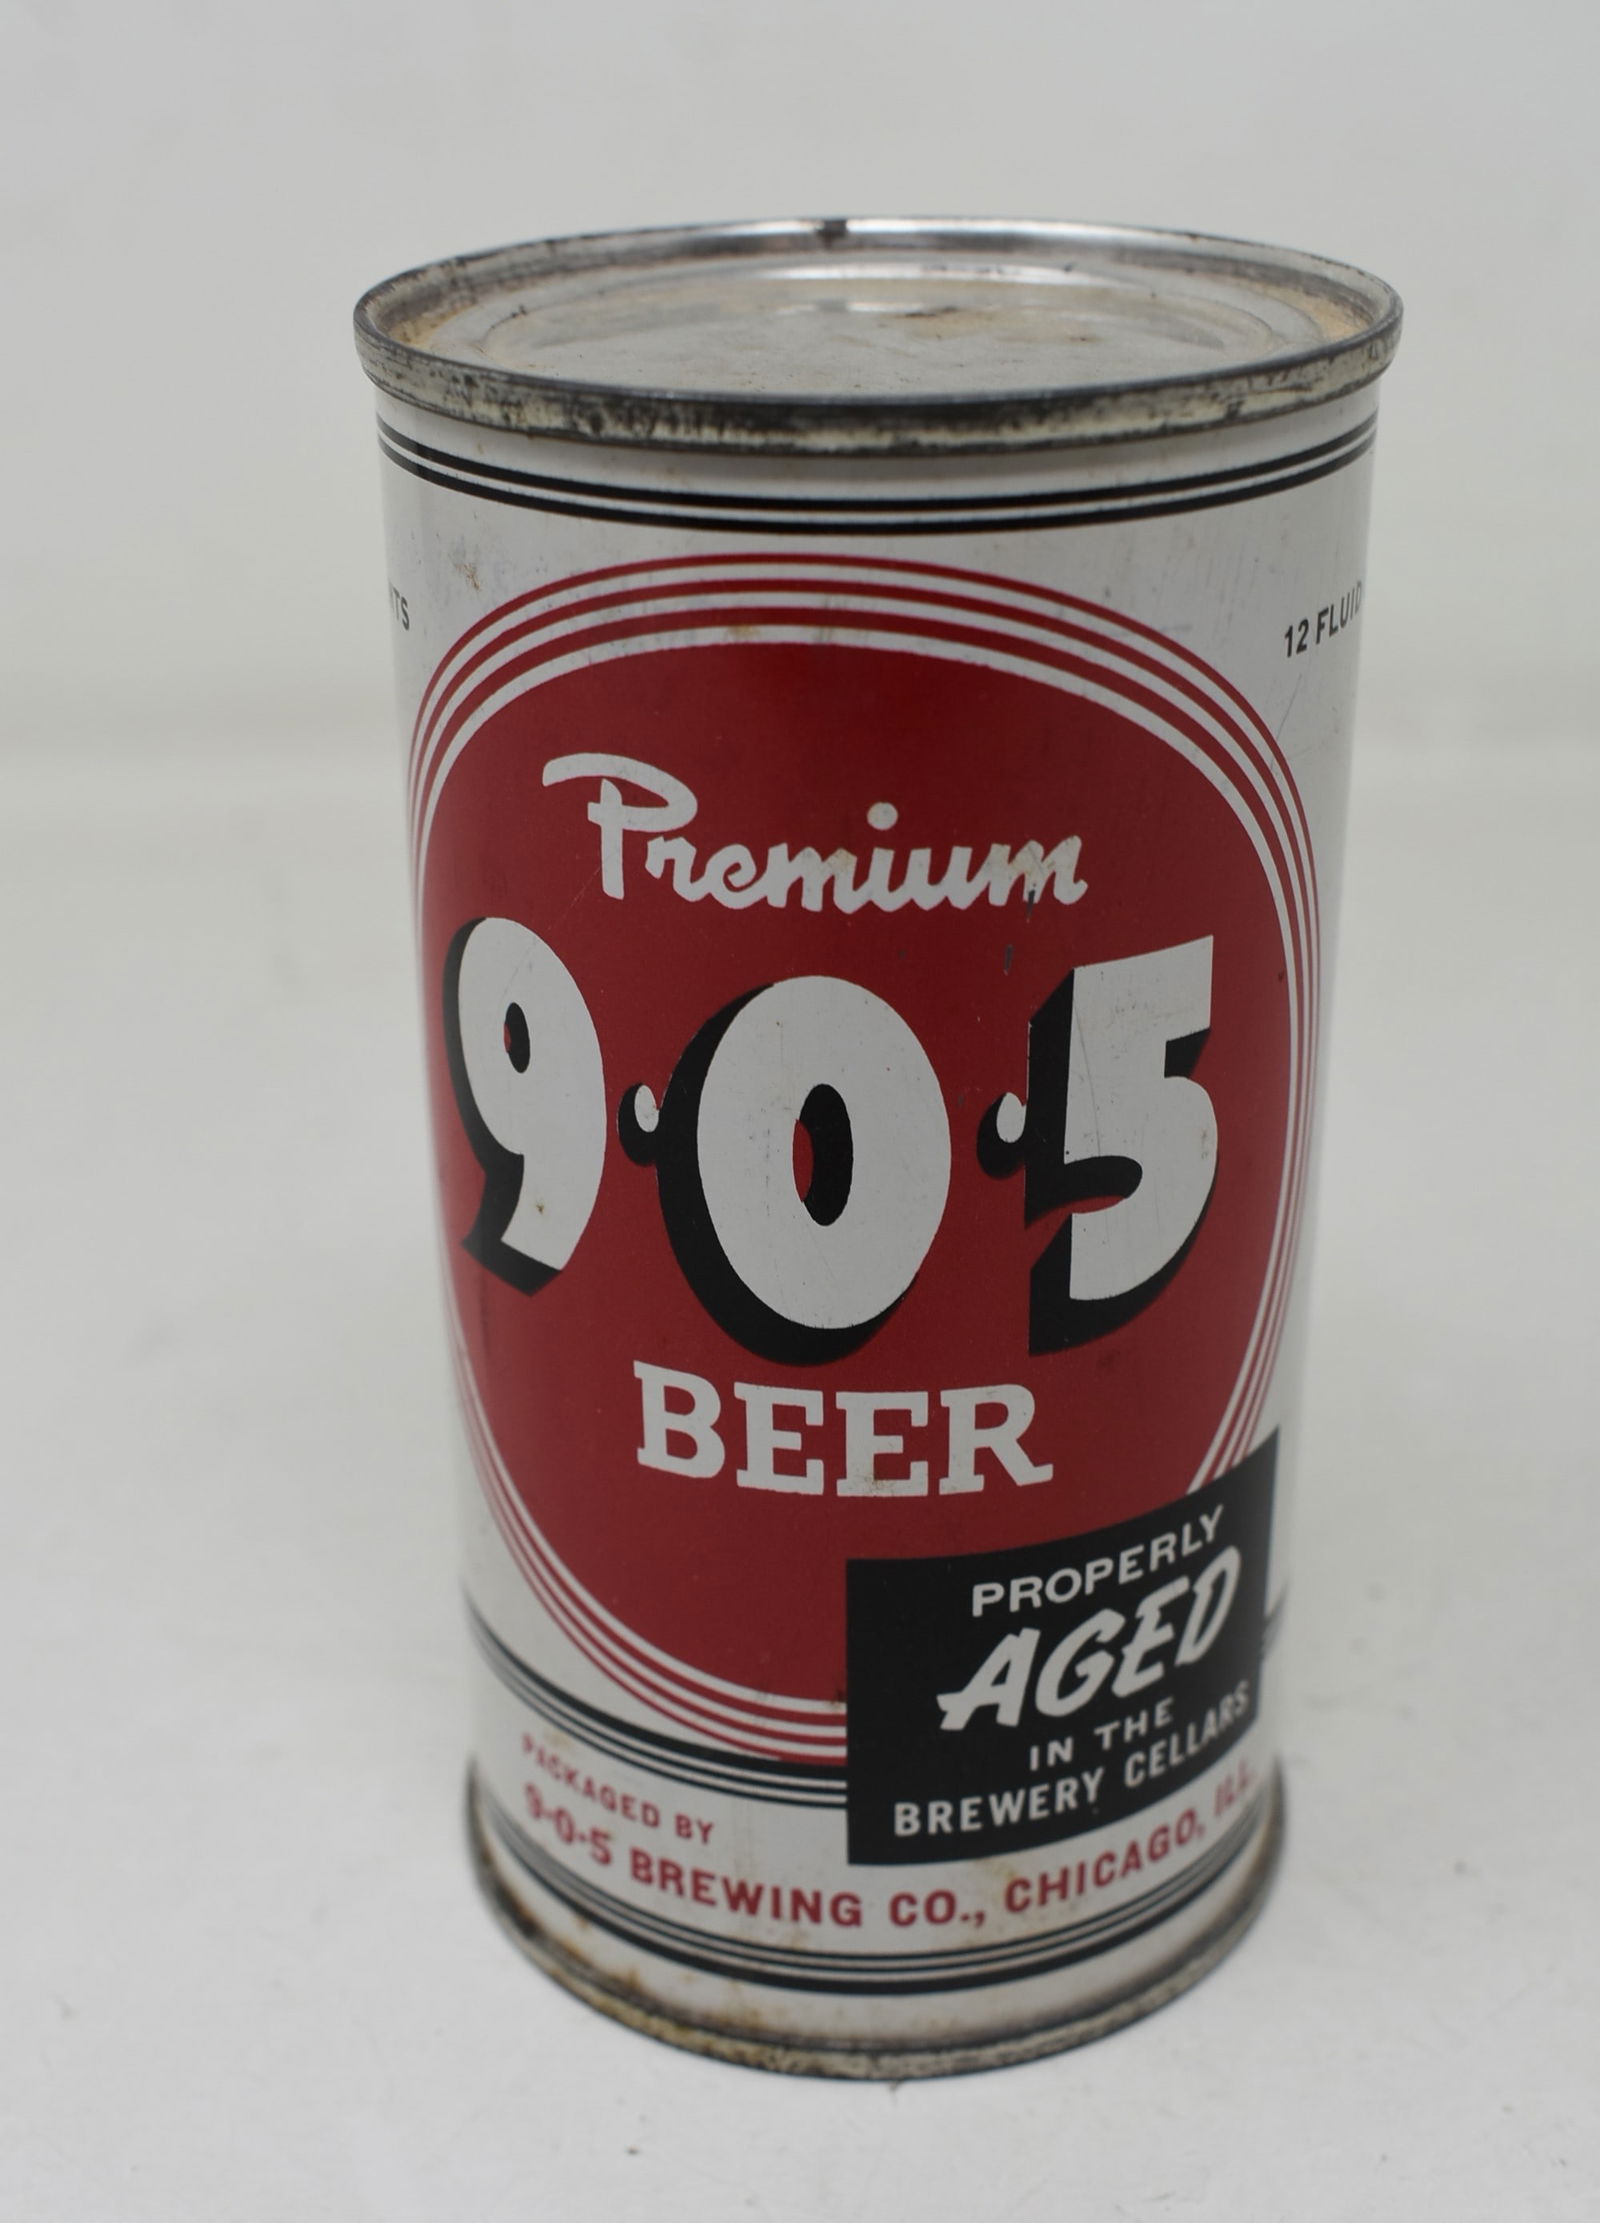 12 FLUID
Premium
9·0·5
BEER
PROPERLY
AGED
IN THE
BREWERY CELLARS
PACKAGED BY
9·0·5 BREWING CO., CHICAGO, ILL.